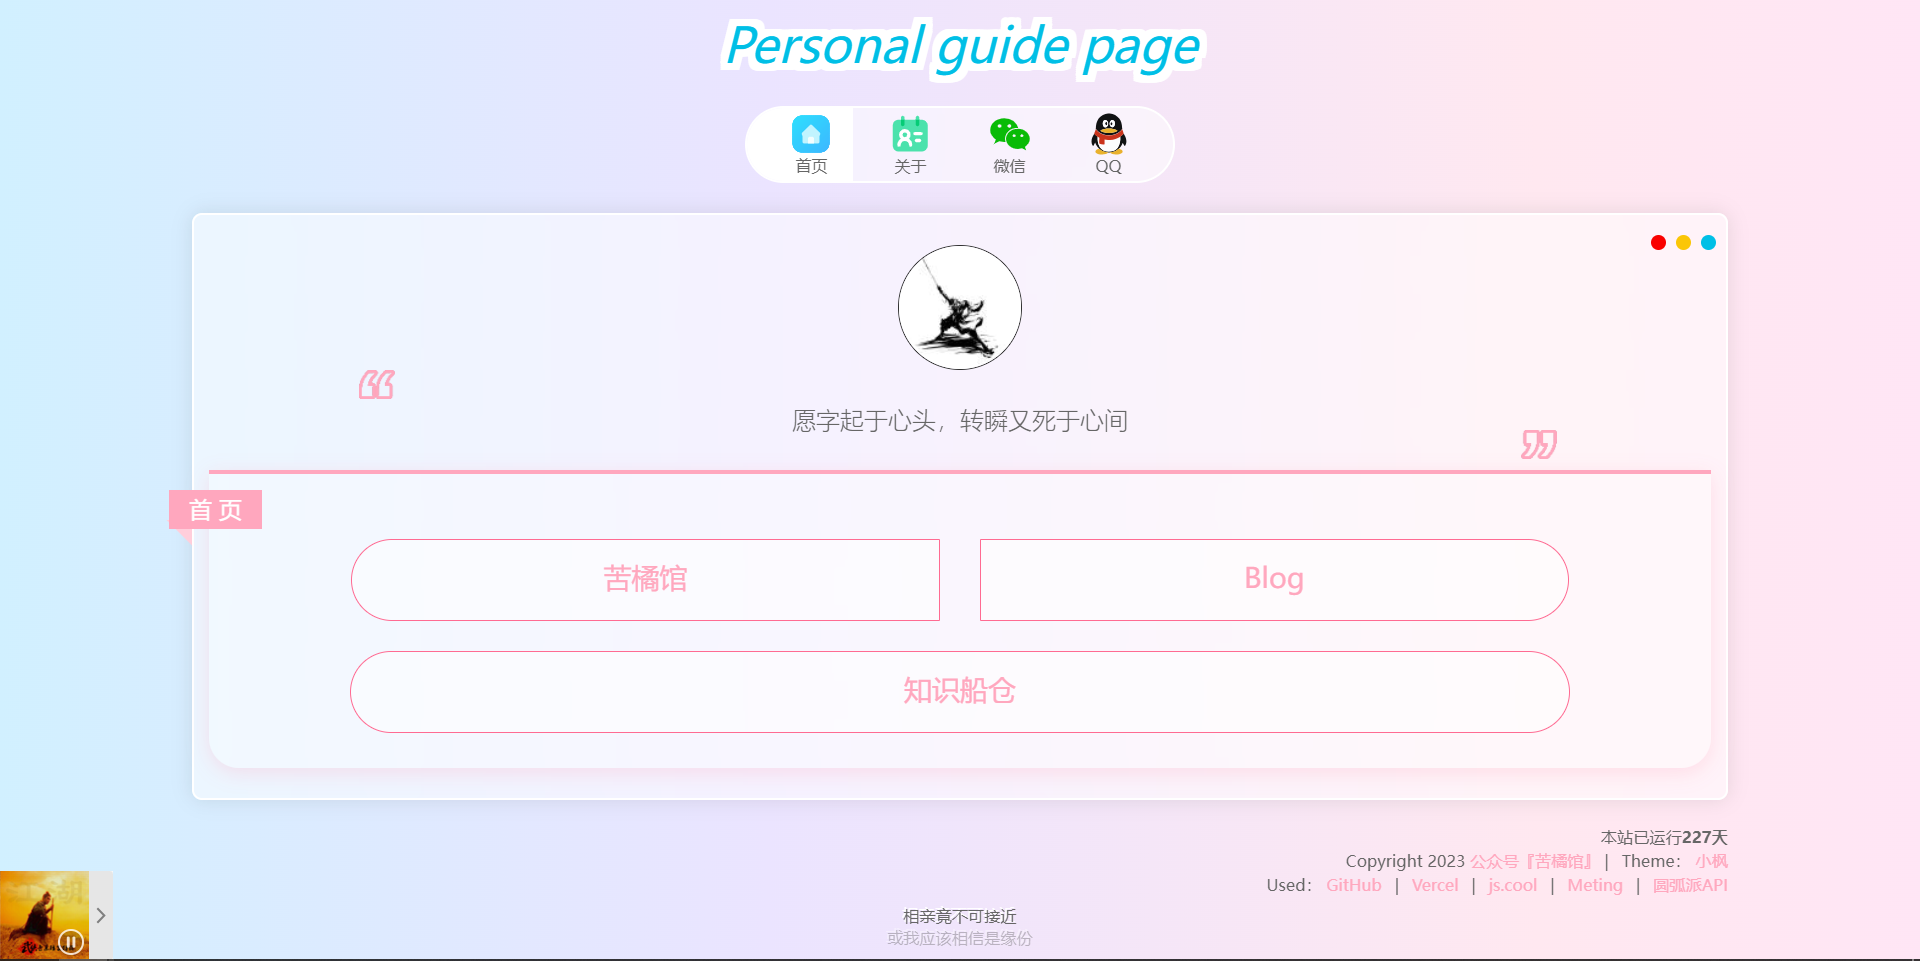 Personal guide page
首页 关于 微信 QQ
愿字起于心头，转瞬又死于心间
首 页
苦橘馆 Blog
知识船仓
本站已运行227天
Copyright 2023 公众号『苦橘馆』 | Theme： 小枫
Used： GitHub | Vercel | js.cool | Meting | 圆弧派API
相亲竟不可接近
或我应该相信是缘份
江湖